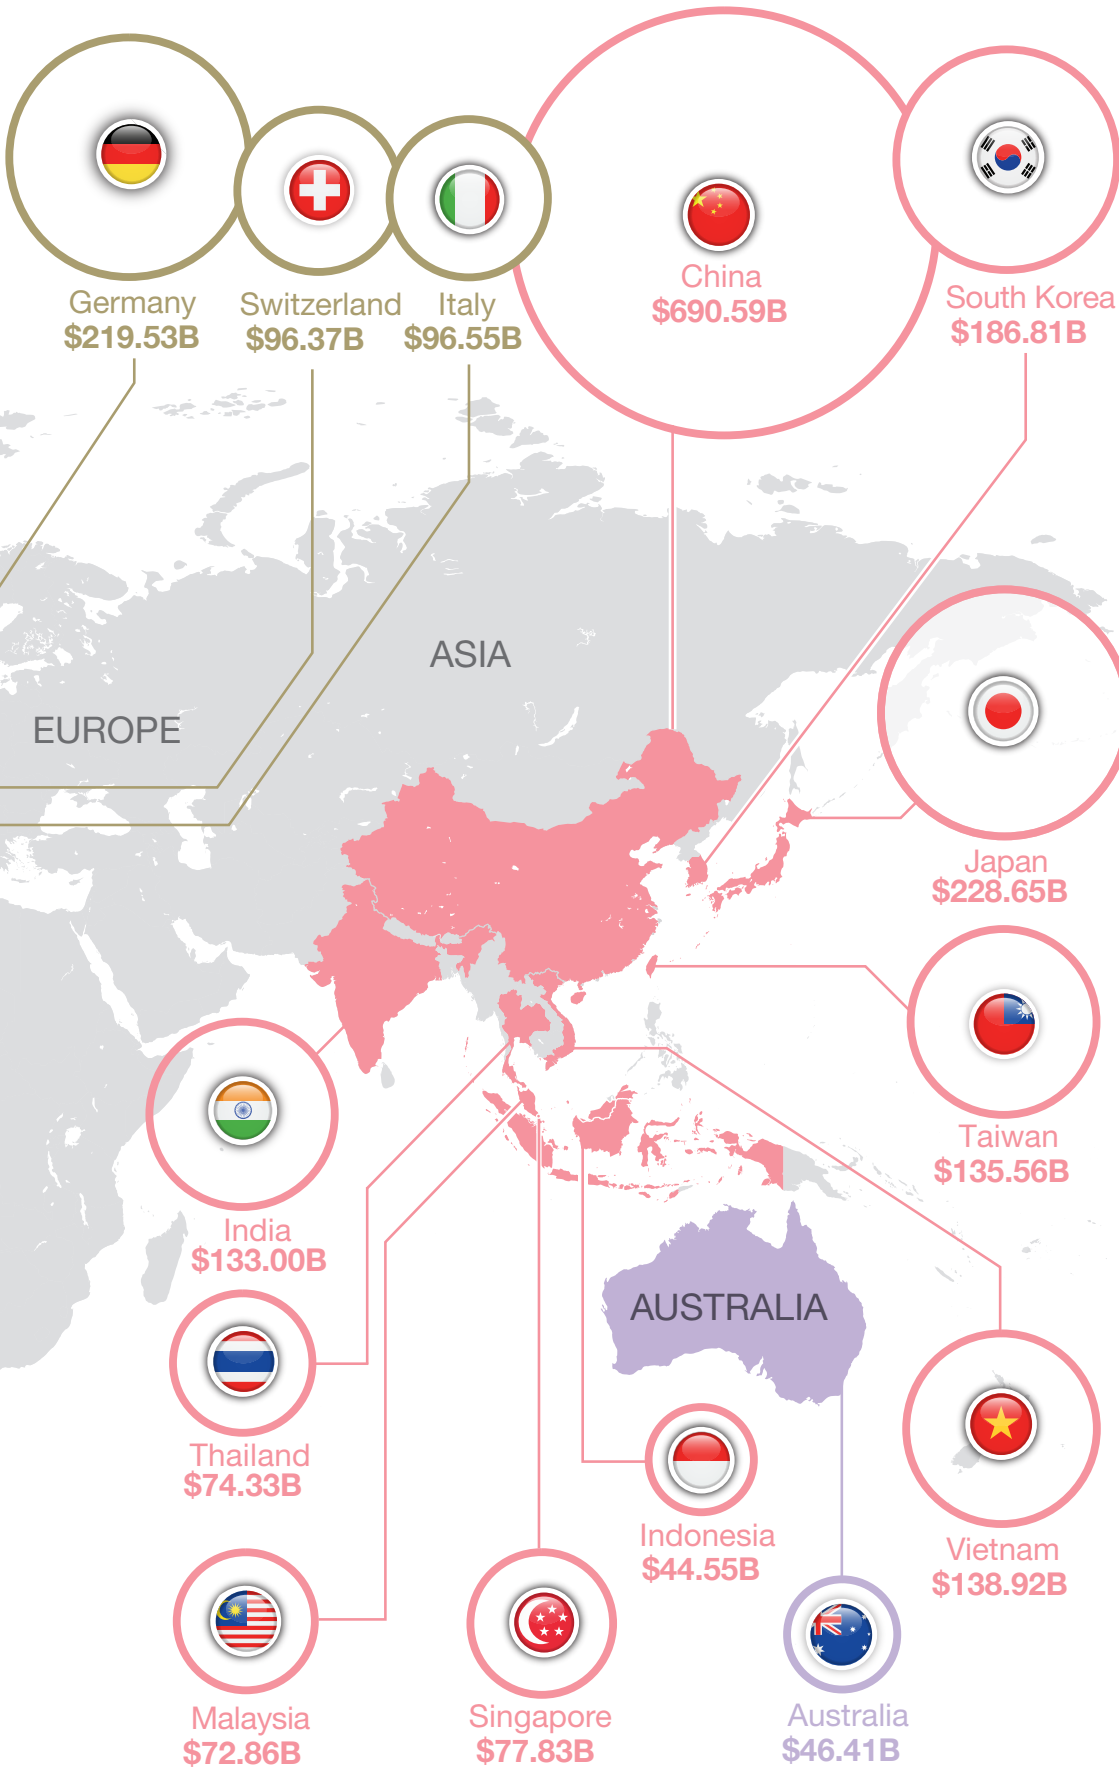 Germany
$219.53B
Switzerland
$96.37B
Italy
$96.55B
China
$690.59B
South Korea
$186.81B
ASIA
EUROPE
Japan
$228.65B
Taiwan
$135.56B
India
$133.00B
AUSTRALIA
Thailand
$74.33B
Indonesia
$44.55B
Vietnam
$138.92B
Malaysia
$72.86B
Singapore
$77.83B
Australia
$46.41B